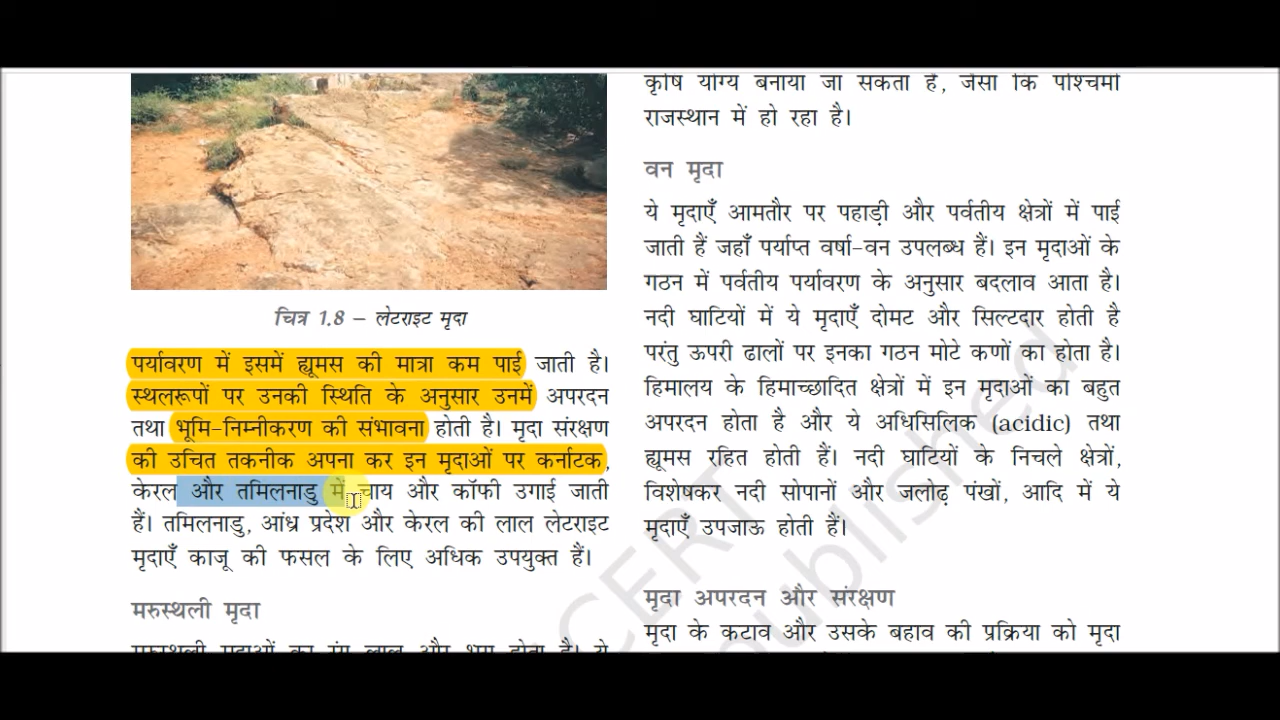 चित्र 1.8 – लेटराइट मृदा
पर्यावरण में इसमें ह्यूमस की मात्रा कम पाई जाती है।
स्थलरूपों पर उनकी स्थिति के अनुसार उनमें अपरदन
तथा भूमि-निम्नीकरण की संभावना होती है। मृदा संरक्षण
की उचित तकनीक अपना कर इन मृदाओं पर कर्नाटक,
केरल और तमिलनाडु में चाय और कॉफी उगाई जाती
हैं। तमिलनाडु, आंध्र प्रदेश और केरल की लाल लेटराइट
मृदाएँ काजू की फसल के लिए अधिक उपयुक्त हैं।
मरुस्थली मृदा
मरुस्थली मृदाओं का रंग लाल और भूरा होता है। ये
कृषि योग्य बनाया जा सकता है, जैसा कि पश्चिमी
राजस्थान में हो रहा है।
वन मृदा
ये मृदाएँ आमतौर पर पहाड़ी और पर्वतीय क्षेत्रों में पाई
जाती हैं जहाँ पर्याप्त वर्षा-वन उपलब्ध हैं। इन मृदाओं के
गठन में पर्वतीय पर्यावरण के अनुसार बदलाव आता है।
नदी घाटियों में ये मृदाएँ दोमट और सिल्टदार होती है
परंतु ऊपरी ढालों पर इनका गठन मोटे कणों का होता है।
हिमालय के हिमाच्छादित क्षेत्रों में इन मृदाओं का बहुत
अपरदन होता है और ये अधिसिलिक (acidic) तथा
ह्यूमस रहित होती हैं। नदी घाटियों के निचले क्षेत्रों,
विशेषकर नदी सोपानों और जलोढ़ पंखों, आदि में ये
मृदाएँ उपजाऊ होती हैं।
मृदा अपरदन और संरक्षण
मृदा के कटाव और उसके बहाव की प्रक्रिया को मृदा